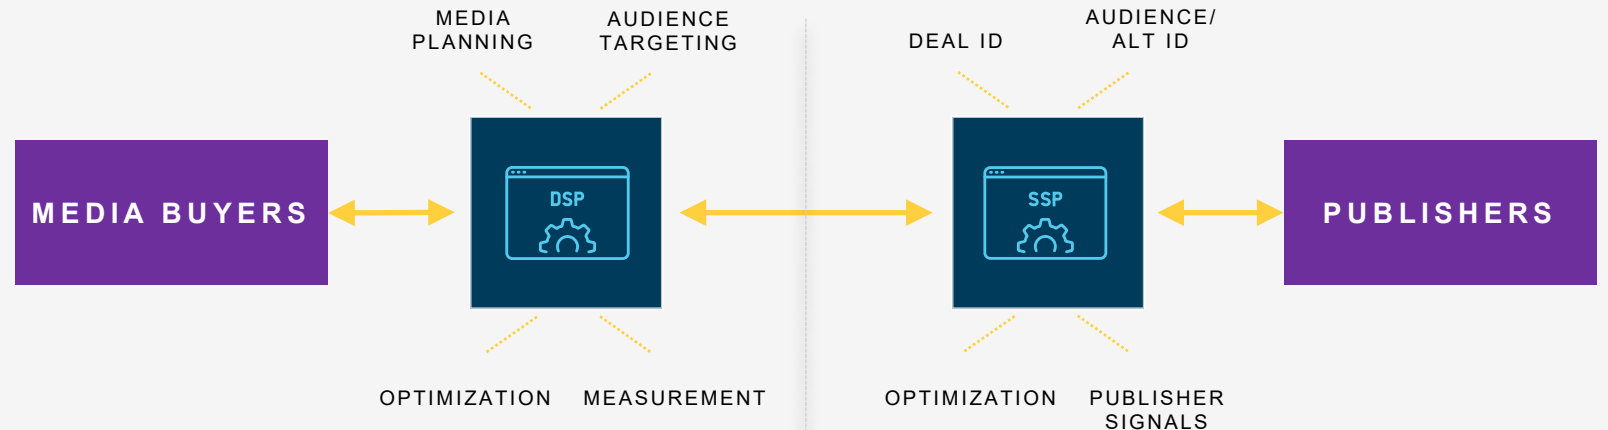 MEDIA
PLANNING
AUDIENCE
TARGETING
DEAL ID
AUDIENCE/
ALT ID
MEDIA BUYERS
DSP
SSP
PUBLISHERS
OPTIMIZATION
MEASUREMENT
OPTIMIZATION
PUBLISHER
SIGNALS